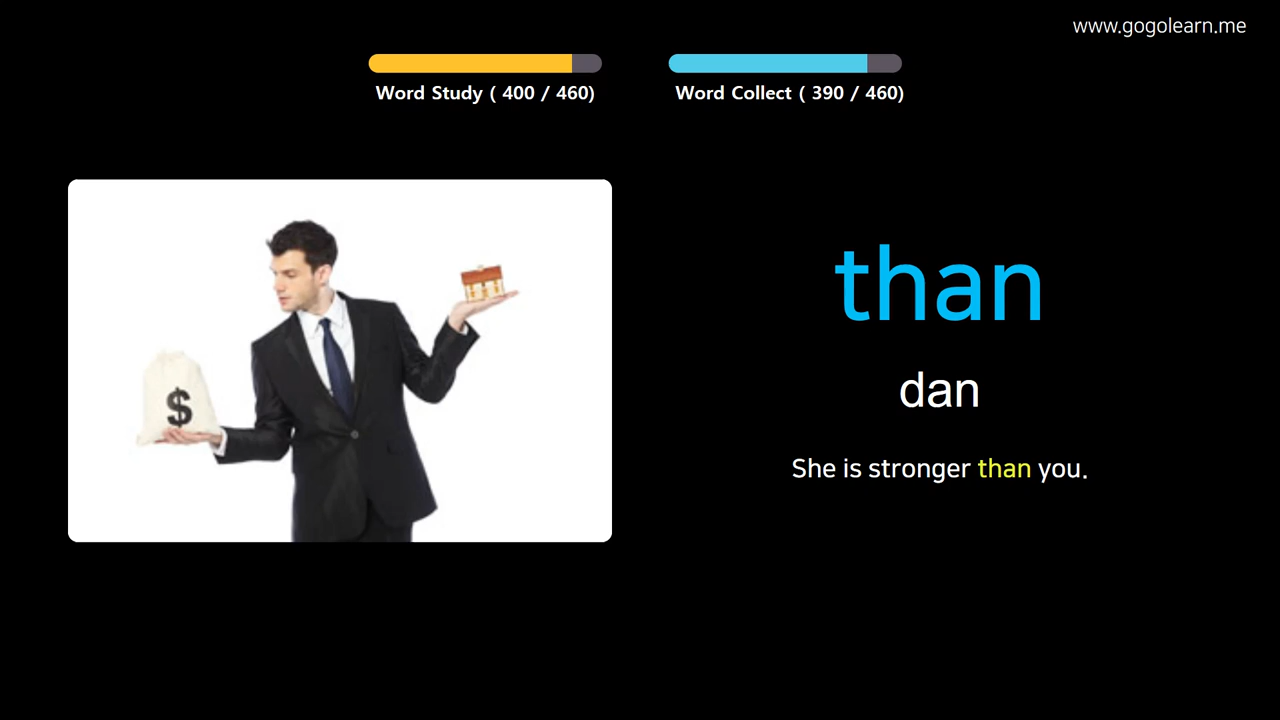 www.gogolearn.me
Word Study ( 400 / 460)
Word Collect ( 390 / 460)
$
than
dan
She is stronger than you.